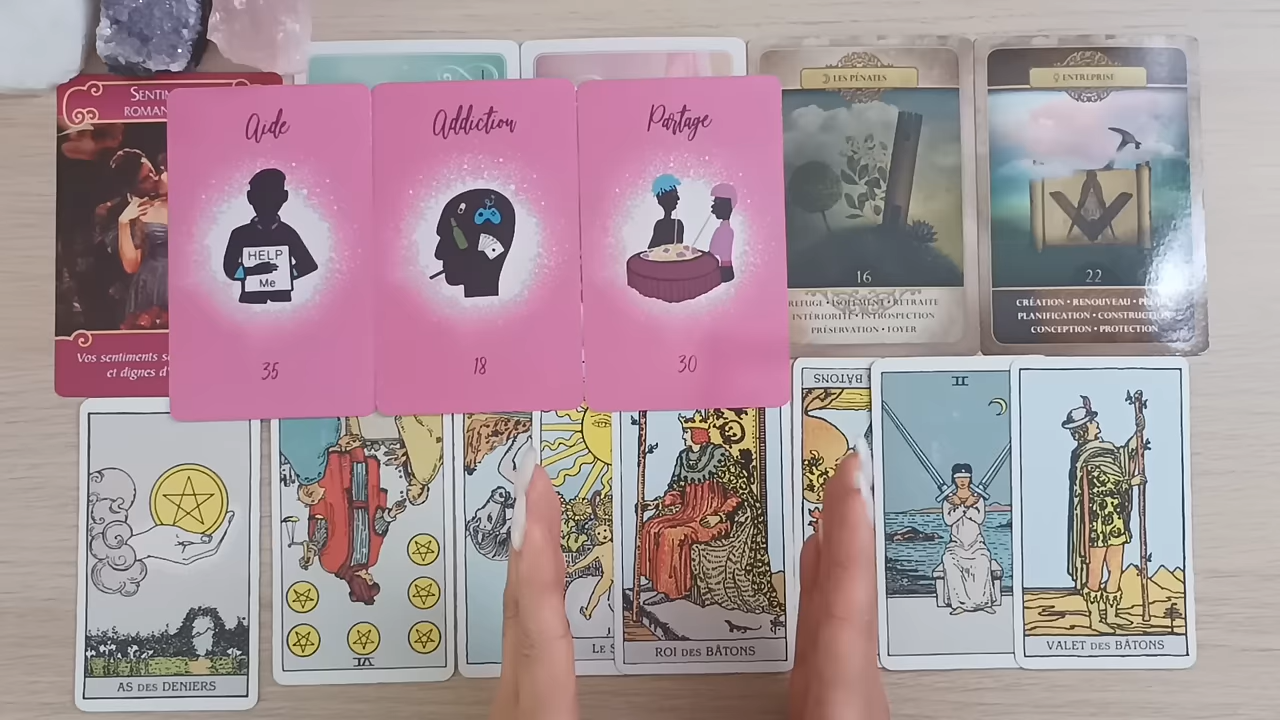 SENTI
ROMAN
Vos sentiments
et dignes d'
Aide
HELP
Me
35
Addiction
18
Partage
30
LES PÉNATES
16
REFUGE • ISOLEMENT • RETRAITE
INTÉRIORITÉ • INTROSPECTION
PRÉSERVATION • FOYER
ENTREPRISE
22
CRÉATION • RENOUVEAU •
PLANIFICATION • CONSTRUCTION
CONCEPTION • PROTECTION
AS DES DENIERS
VI
LE S
ROI DES BÂTONS
BÂTONS
II
VALET DES BÂTONS